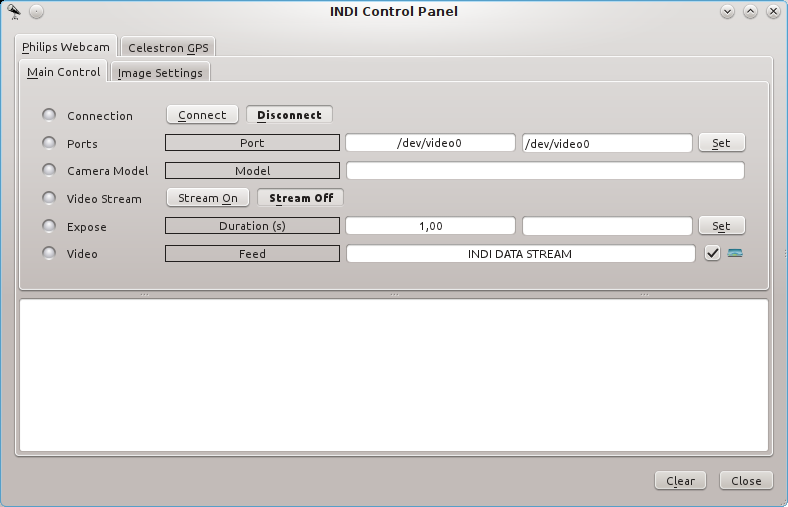 INDI Control Panel
Philips Webcam Celestron GPS
Main Control Image Settings
Connection Connect Disconnect
Ports Port /dev/video0 /dev/video0 Set
Camera Model Model
Video Stream Stream On Stream Off
Expose Duration (s) 1,00 Set
Video Feed INDI DATA STREAM
Clear Close